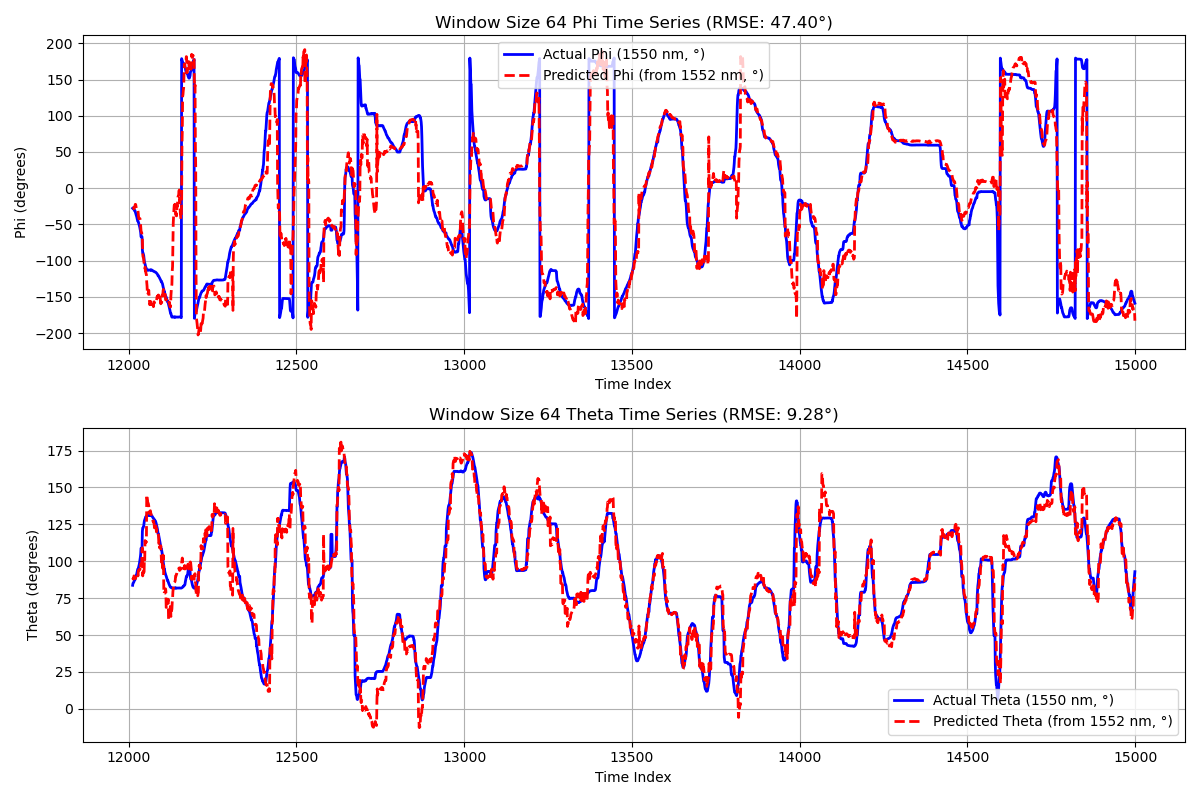 Window Size 64 Phi Time Series (RMSE: 47.40°)
Actual Phi (1550 nm, °)
Predicted Phi (from 1552 nm, °)
Phi (degrees)
200
150
100
50
0
−50
−100
−150
−200
12000 12500 13000 13500 14000 14500 15000
Time Index
Window Size 64 Theta Time Series (RMSE: 9.28°)
Theta (degrees)
175
150
125
100
75
50
25
0
Actual Theta (1550 nm, °)
Predicted Theta (from 1552 nm, °)
12000 12500 13000 13500 14000 14500 15000
Time Index